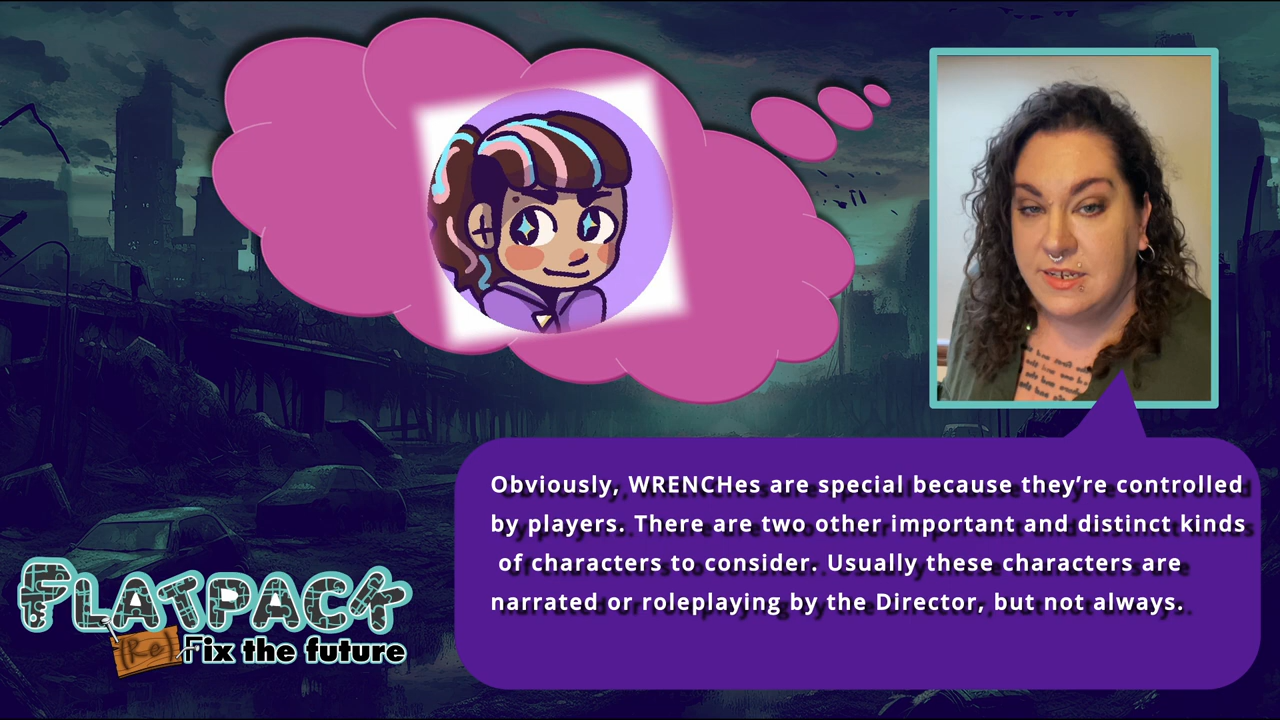 Obviously, WRENCHes are special because they’re controlled
by players. There are two other important and distinct kinds
of characters to consider. Usually these characters are
narrated or roleplaying by the Director, but not always.
FLATPACK
(Re) Fix the future